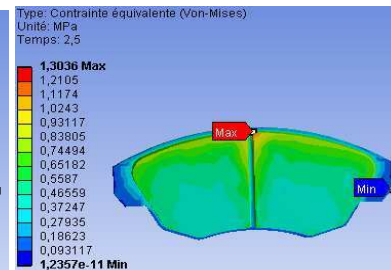 Type: Contrainte équivalente (Von-Mises)
Unité: MPa
Temps: 2,5
1,3036 Max
1,2105
1,1174
1,0243
0,93117
0,83805
0,74494
0,65182
0,5587
0,46559
0,37247
0,27935
0,18623
0,093117
1,2357e-11 Min
Max
Min